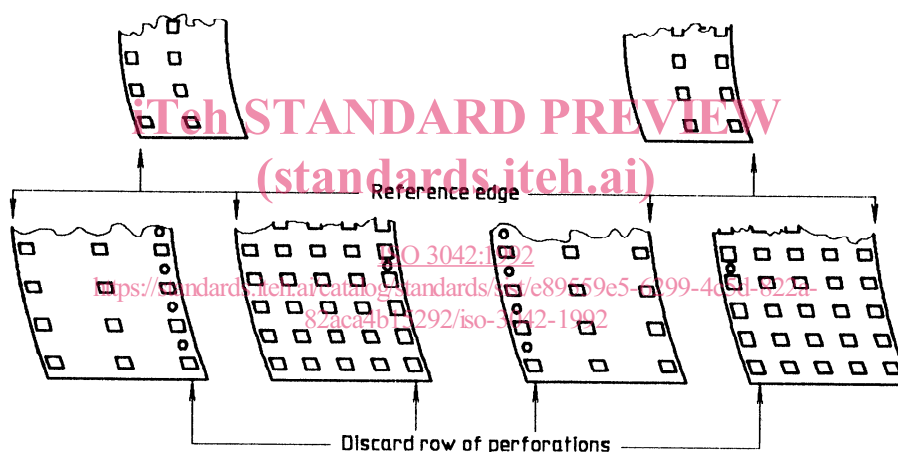 iTeh STANDARD PREVIEW
(standards.iteh.ai)
Reference edge
ISO 3042:1992
https://standards.iteh.ai/catalog/standards/sist/e89559e5-6299-4c5d-822a-
82aca4b15292/iso-3042-1992
Discard row of perforations